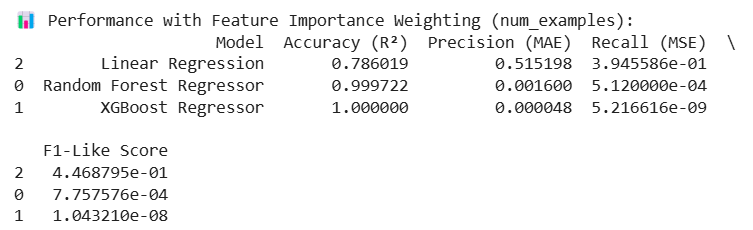 📊 Performance with Feature Importance Weighting (num_examples):
Model Accuracy (R²) Precision (MAE) Recall (MSE) \
2 Linear Regression 0.786019 0.515198 3.945586e-01
0 Random Forest Regressor 0.999722 0.001600 5.120000e-04
1 XGBoost Regressor 1.000000 0.000048 5.216616e-09
F1-Like Score
2 4.468795e-01
0 7.757576e-04
1 1.043210e-08